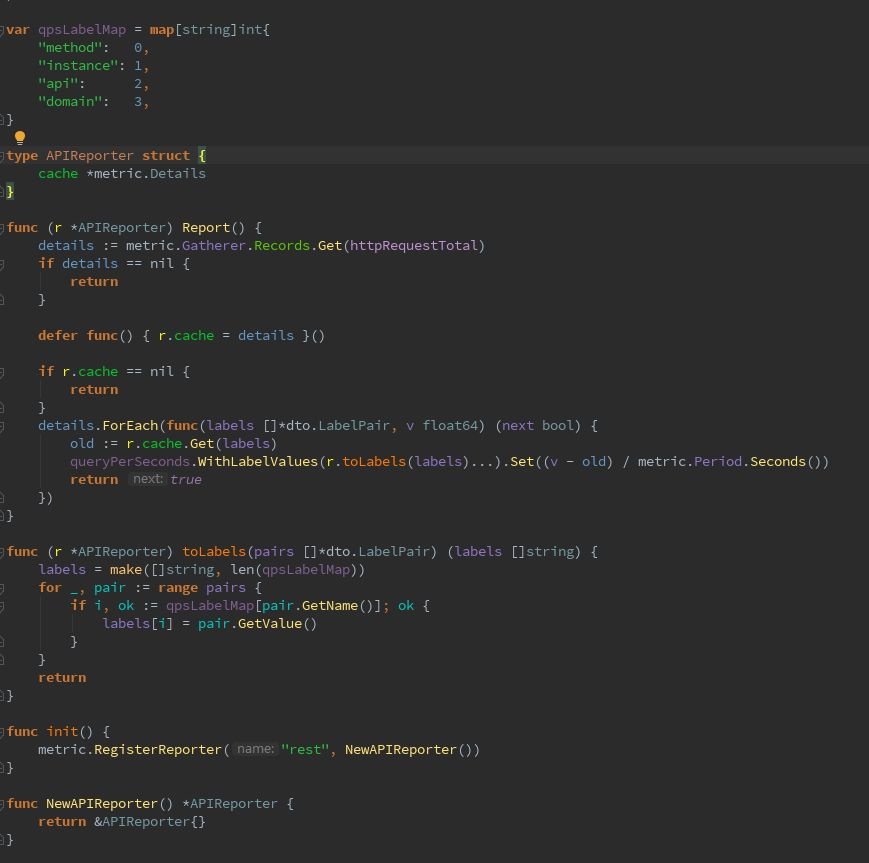 var qpsLabelMap = map[string]int{
    "method":   0,
    "instance": 1,
    "api":      2,
    "domain":   3,
}
type APIReporter struct {
    cache *metric.Details
}
func (r *APIReporter) Report() {
    details := metric.Gatherer.Records.Get(httpRequestTotal)
    if details == nil {
        return
    }
    defer func() { r.cache = details }()
    if r.cache == nil {
        return
    }
    details.ForEach(func(labels []*dto.LabelPair, v float64) (next bool) {
        old := r.cache.Get(labels)
        queryPerSeconds.WithLabelValues(r.toLabels(labels)...).Set((v - old) / metric.Period.Seconds())
        return next: true
    })
}
func (r *APIReporter) toLabels(pairs []*dto.LabelPair) (labels []string) {
    labels = make([]string, len(qpsLabelMap))
    for _, pair := range pairs {
        if i, ok := qpsLabelMap[pair.GetName()]; ok {
            labels[i] = pair.GetValue()
        }
    }
    return
}
func init() {
    metric.RegisterReporter( name: "rest", NewAPIReporter())
}
func NewAPIReporter() *APIReporter {
    return &APIReporter{}
}